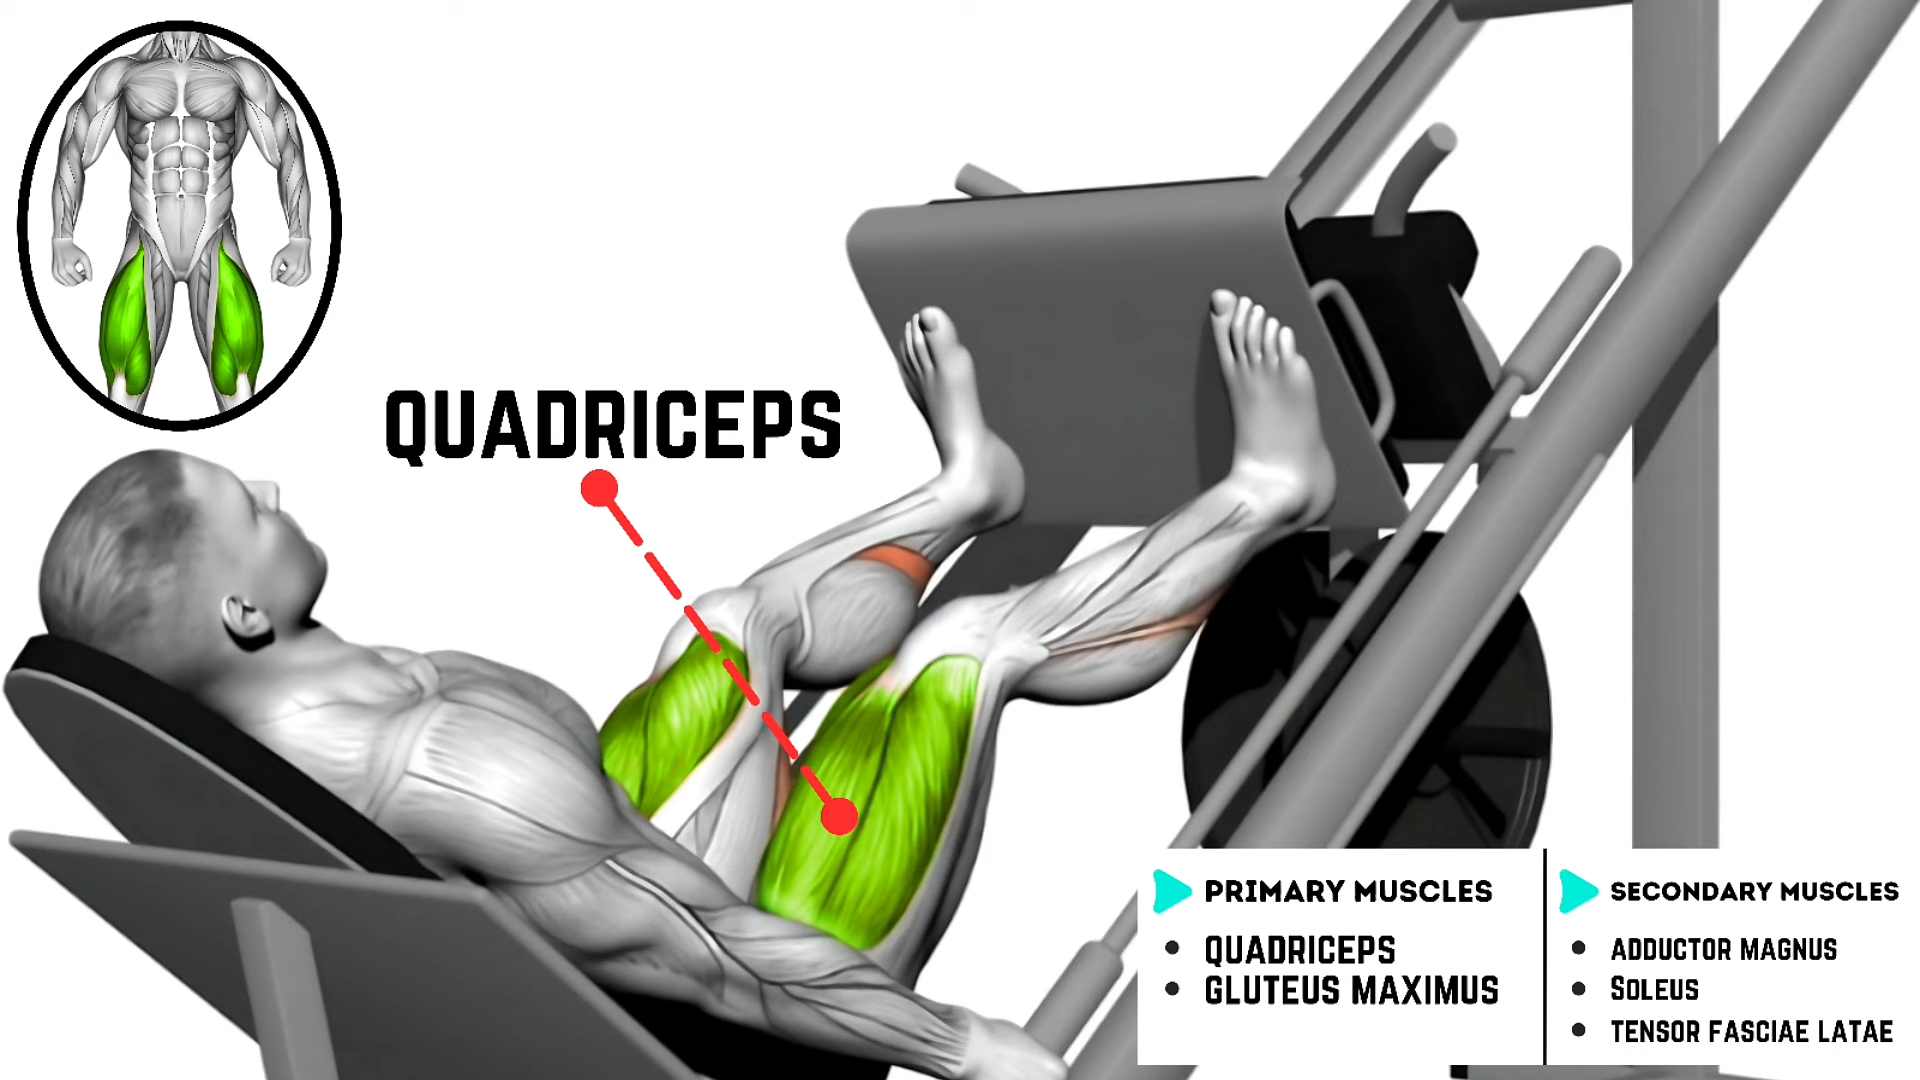 QUADRICEPS
PRIMARY MUSCLES
• QUADRICEPS
• GLUTEUS MAXIMUS
SECONDARY MUSCLES
• ADDUCTOR MAGNUS
• SOLEUS
• TENSOR FASCIAE LATAE